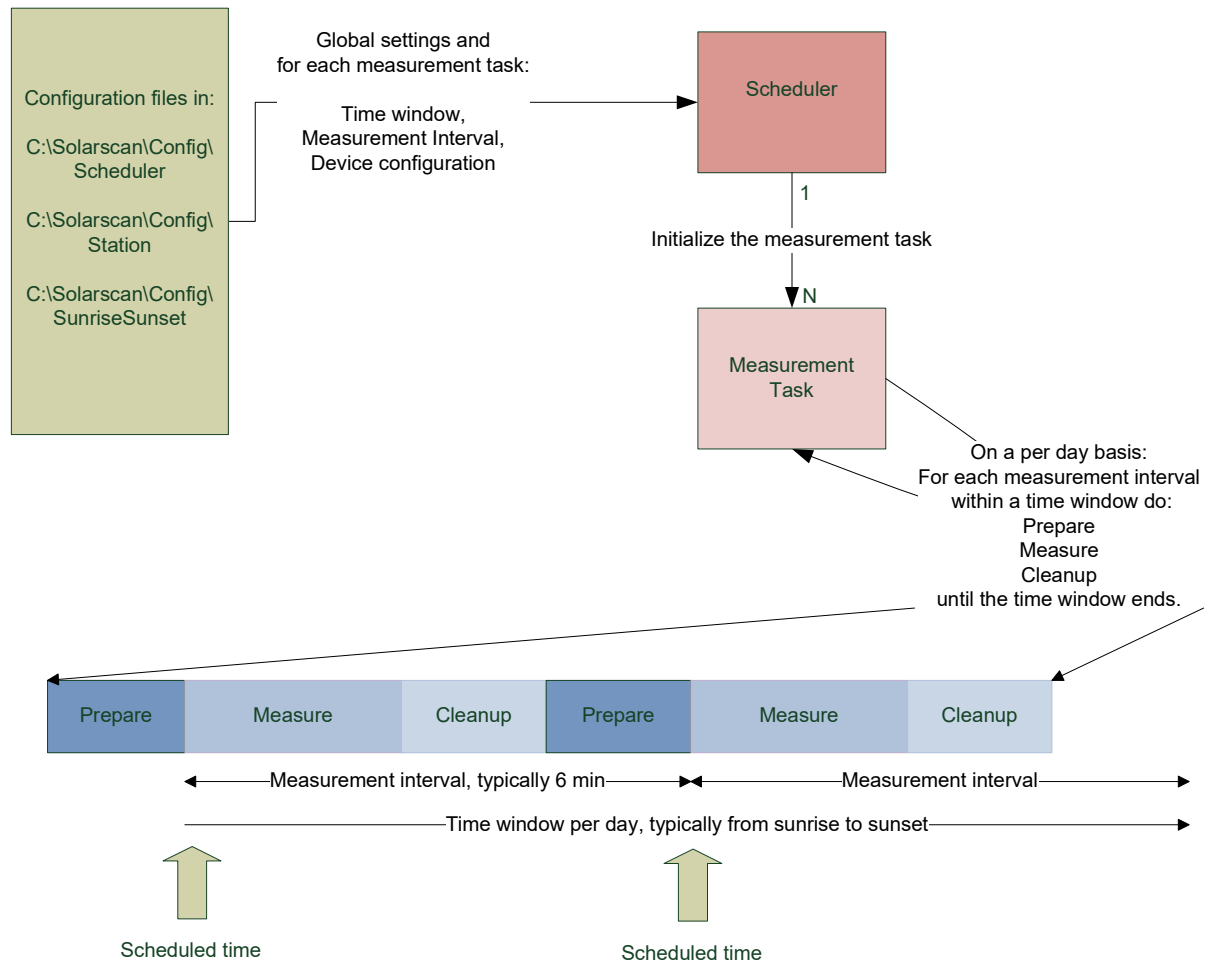 Configuration files in:
C:\Solarscan\Config\
Scheduler
C:\Solarscan\Config\
Station
C:\Solarscan\Config\
SunriseSunset
Global settings and
for each measurement task:
Time window,
Measurement Interval,
Device configuration
Scheduler
1
Initialize the measurement task
N
Measurement
Task
On a per day basis:
For each measurement interval
within a time window do:
Prepare
Measure
Cleanup
until the time window ends.
Prepare
Measure
Cleanup
Prepare
Measure
Cleanup
Measurement interval, typically 6 min
Measurement interval
Time window per day, typically from sunrise to sunset
Scheduled time
Scheduled time